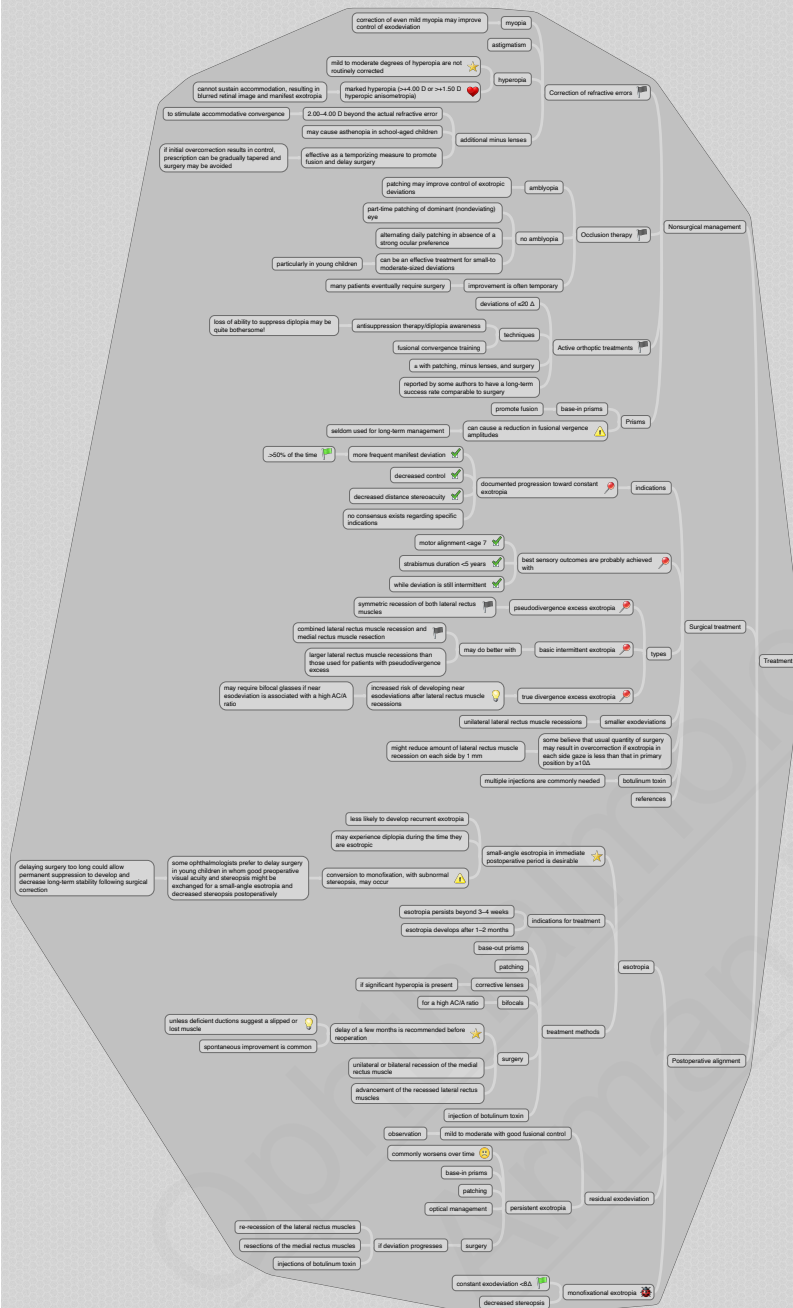 correction of even mild myopia may improve
control of exodeviation
myopia
astigmatism
mild to moderate degrees of hyperopia are not
routinely corrected
hyperopia
cannot sustain accommodation, resulting in
blurred retinal image and manifest exotropia
marked hyperopia (>+4.00 D or >+1.50 D
hyperopic anisometropia)
Correction of refractive errors
to stimulate accommodative convergence
2.00–4.00 D beyond the actual refractive error
may cause asthenopia in school-aged children
additional minus lenses
if initial overcorrection results in control,
prescription can be gradually tapered and
surgery may be avoided
effective as a temporizing measure to promote
fusion and delay surgery
patching may improve control of exotropic
deviations
amblyopia
part-time patching of dominant (nondeviating)
eye
alternating daily patching in absence of a
strong ocular preference
no amblyopia
Occlusion therapy
Nonsurgical management
particularly in young children
can be an effective treatment for small-to
moderate-sized deviations
many patients eventually require surgery
improvement is often temporary
deviations of ≤20 Δ
loss of ability to suppress diplopia may be
quite bothersome!
antisuppression therapy/diplopia awareness
techniques
fusional convergence training
Active orthoptic treatments
± with patching, minus lenses, and surgery
reported by some authors to have a long-term
success rate comparable to surgery
promote fusion
base-in prisms
Prisms
seldom used for long-term management
can cause a reduction in fusional vergence
amplitudes
.>50% of the time
more frequent manifest deviation
decreased control
decreased distance stereoacuity
documented progression toward constant
exotropia
indications
no consensus exists regarding specific
indications
motor alignment <age 7
strabismus duration <5 years
best sensory outcomes are probably achieved
with
while deviation is still intermittent
symmetric recession of both lateral rectus
muscles
pseudodivergence excess exotropia
Surgical treatment
combined lateral rectus muscle recession and
medial rectus muscle resection
may do better with
basic intermittent exotropia
types
larger lateral rectus muscle recessions than
those used for patients with pseudodivergence
excess
Treatment
may require bifocal glasses if near
esodeviation is associated with a high AC/A
ratio
increased risk of developing near
esodeviations after lateral rectus muscle
recessions
true divergence excess exotropia
unilateral lateral rectus muscle recessions
smaller exodeviations
might reduce amount of lateral rectus muscle
recession on each side by 1 mm
some believe that usual quantity of surgery
may result in overcorrection if exotropia in
each side gaze is less than that in primary
position by ≥10Δ
multiple injections are commonly needed
botulinum toxin
references
less likely to develop recurrent exotropia
may experience diplopia during the time they
are esotropic
small-angle esotropia in immediate
postoperative period is desirable
delaying surgery too long could allow
permanent suppression to develop and
decrease long-term stability following surgical
correction
some ophthalmologists prefer to delay surgery
in young children in whom good preoperative
visual acuity and stereopsis might be
exchanged for a small-angle esotropia and
decreased stereopsis postoperatively
conversion to monofixation, with subnormal
stereopsis, may occur
esotropia persists beyond 3–4 weeks
indications for treatment
esotropia develops after 1–2 months
base-out prisms
patching
esotropia
if significant hyperopia is present
corrective lenses
for a high AC/A ratio
bifocals
unless deficient ductions suggest a slipped or
lost muscle
spontaneous improvement is common
delay of a few months is recommended before
reoperation
treatment methods
surgery
Postoperative alignment
unilateral or bilateral recession of the medial
rectus muscle
advancement of the recessed lateral rectus
muscles
injection of botulinum toxin
observation
mild to moderate with good fusional control
commonly worsens over time
base-in prisms
patching
residual exodeviation
optical management
persistent exotropia
re-recession of the lateral rectus muscles
resections of the medial rectus muscles
if deviation progresses
surgery
injections of botulinum toxin
constant exodeviation <8Δ
monofixational exotropia
decreased stereopsis